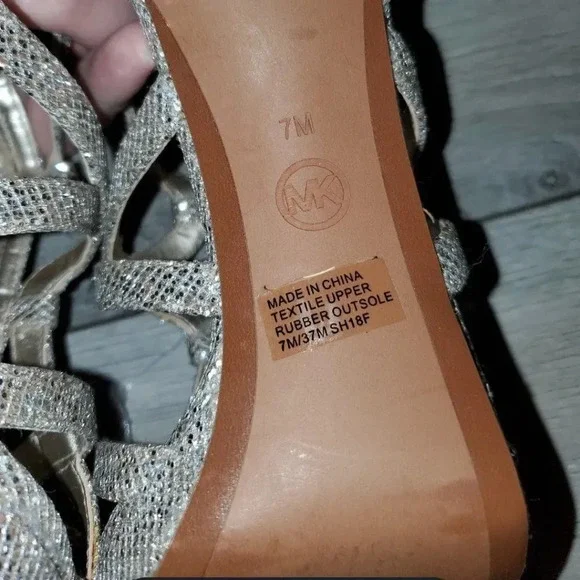 7M
MK
MADE IN CHINA
TEXTILE UPPER
RUBBER OUTSOLE
7M/37M SH18F